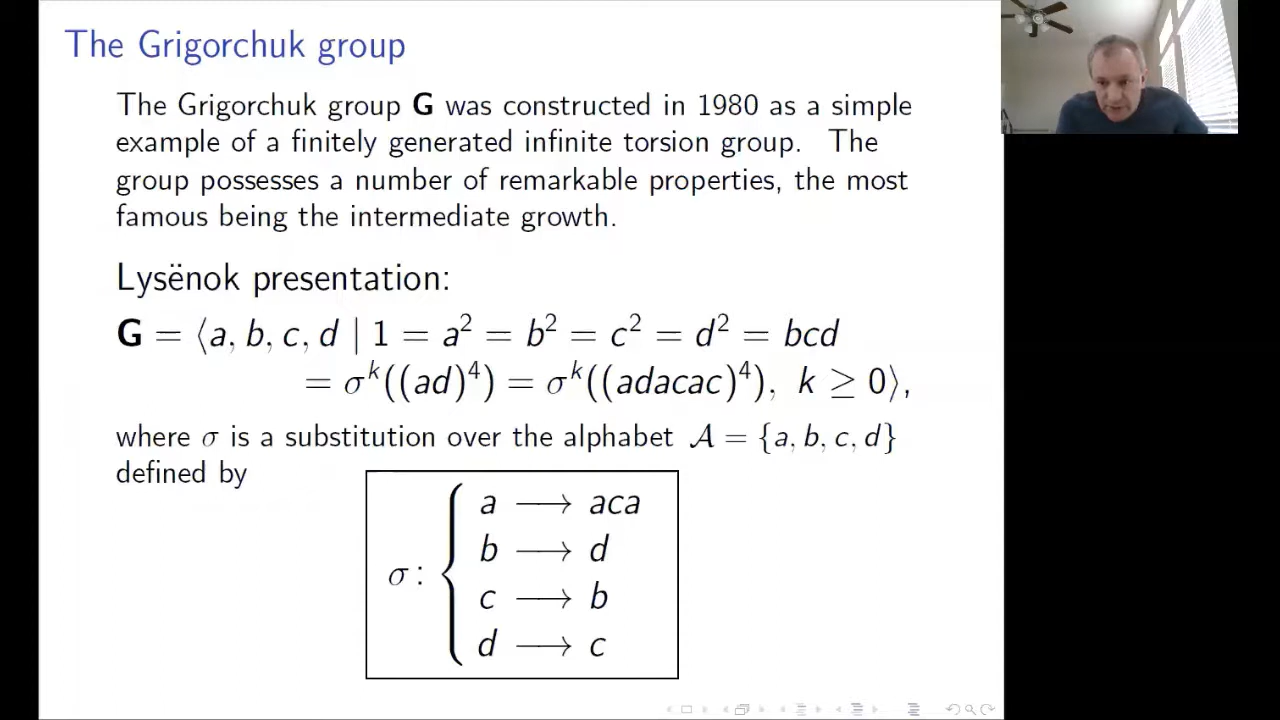 The Grigorchuk group
The Grigorchuk group G was constructed in 1980 as a simple
example of a finitely generated infinite torsion group. The
group possesses a number of remarkable properties, the most
famous being the intermediate growth.
Lysënok presentation:
G = ⟨a, b, c, d | 1 = a² = b² = c² = d² = bcd
= σᵏ((ad)⁴) = σᵏ((adacac)⁴), k ≥ 0⟩,
where σ is a substitution over the alphabet 𝒜 = {a, b, c, d}
defined by
σ : { a ⟶ aca
b ⟶ d
c ⟶ b
d ⟶ c